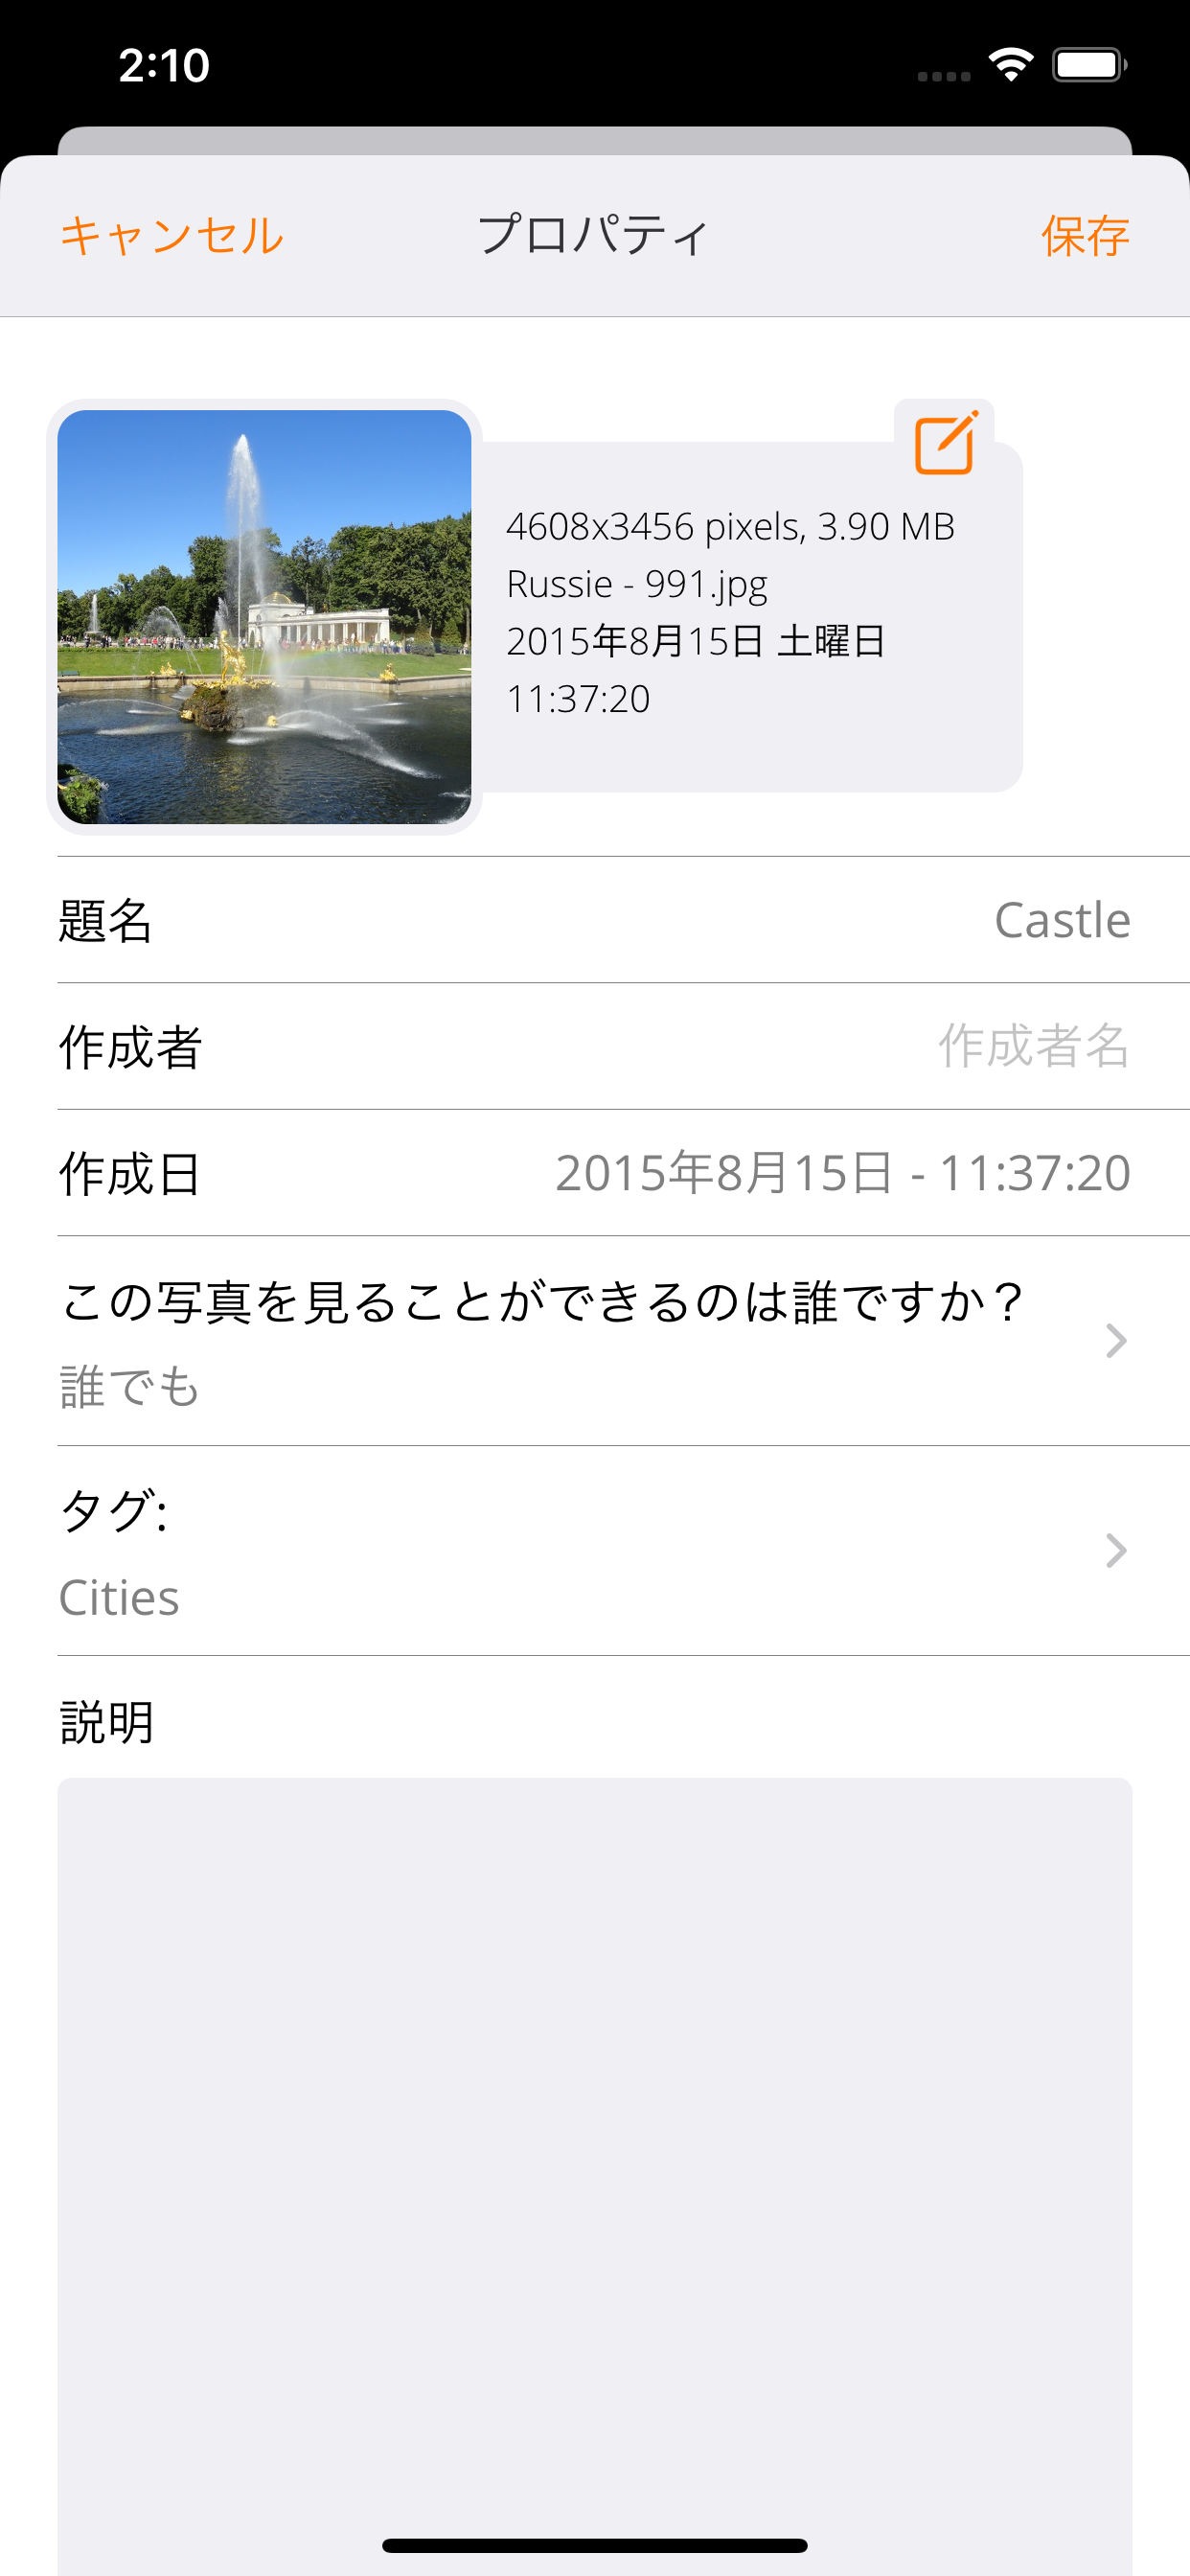 2:10
キャンセル
プロパティ
保存
4608x3456 pixels, 3.90 MB
Russie - 991.jpg
2015年8月15日 土曜日
11:37:20
題名
Castle
作成者
作成者名
作成日
2015年8月15日 - 11:37:20
この写真を見ることができるのは誰ですか？
誰でも
タグ:
Cities
説明